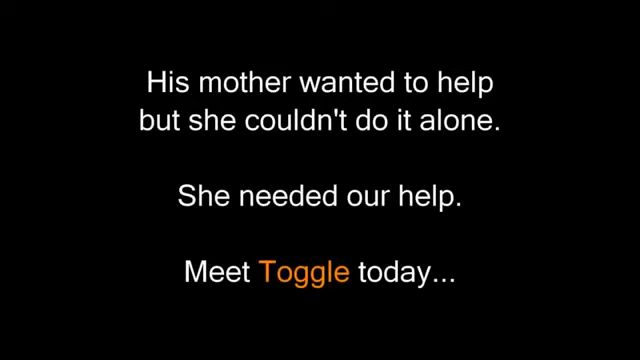 His mother wanted to help
but she couldn't do it alone.
She needed our help.
Meet Toggle today...